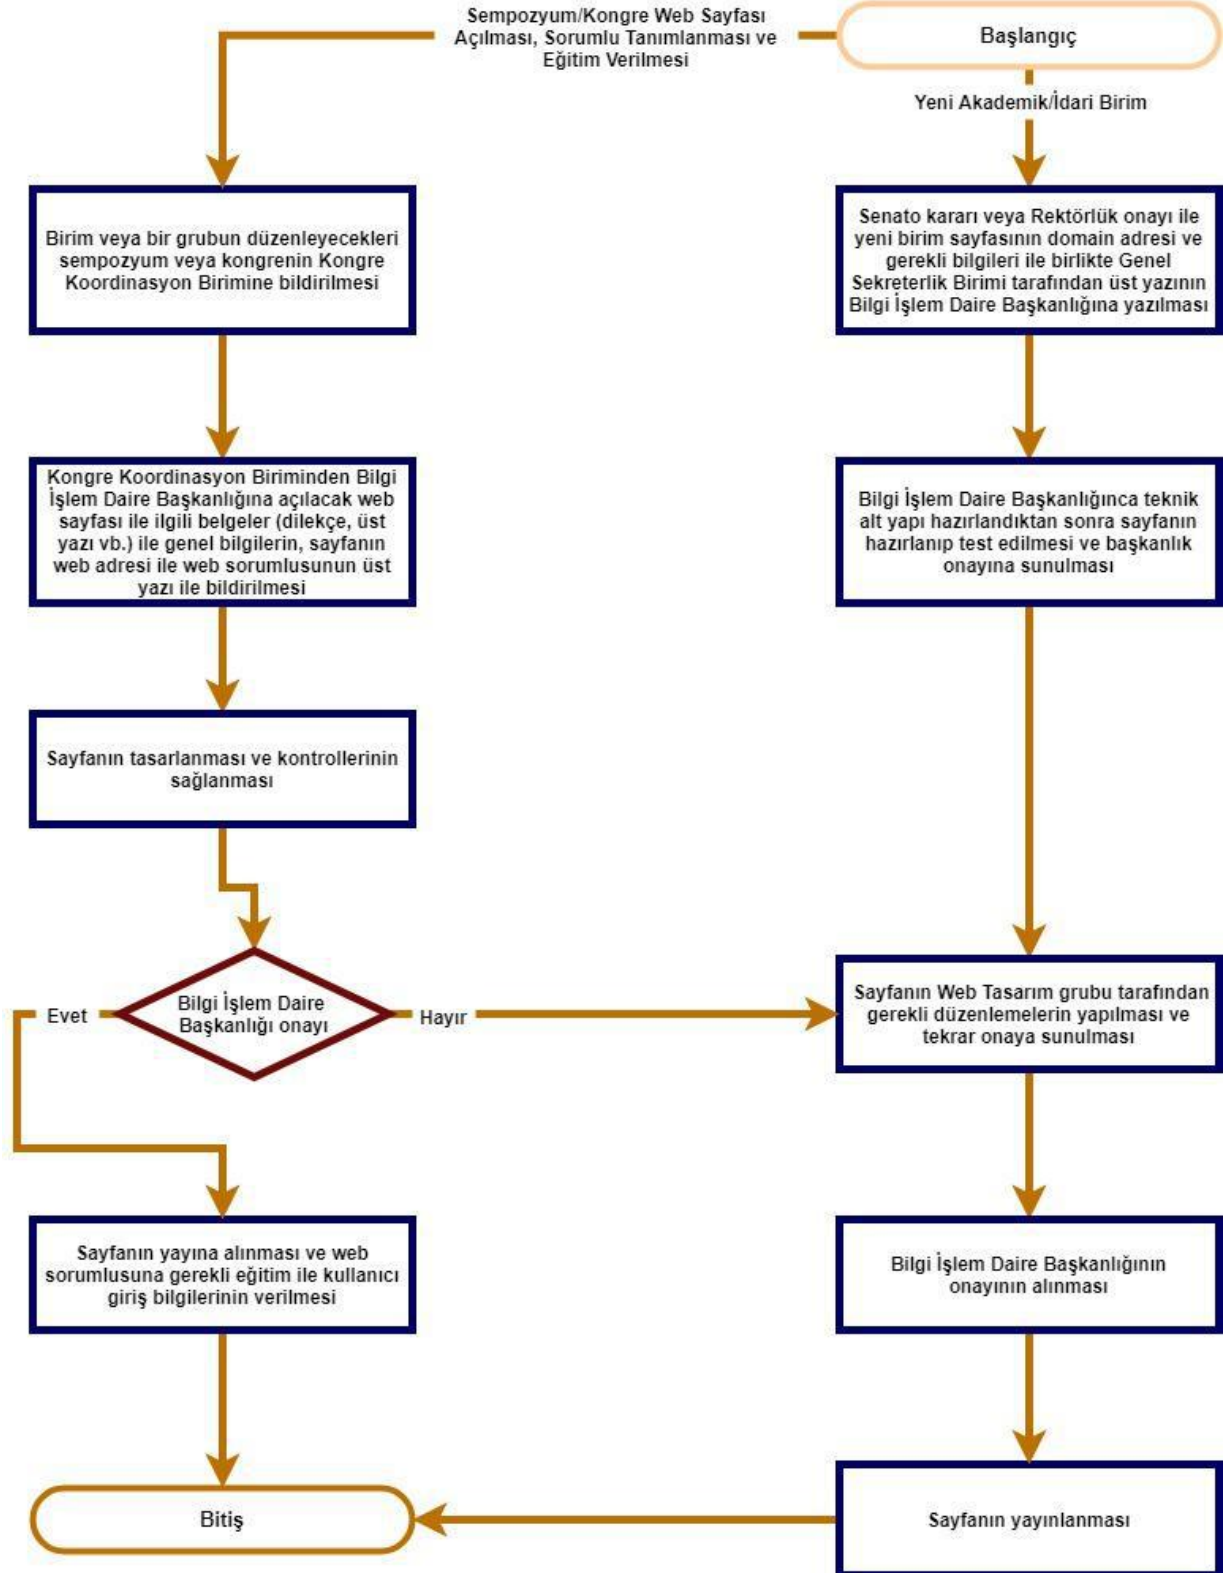 Sempozyum/Kongre Web Sayfası
Açılması, Sorumlu Tanımlanması ve
Eğitim Verilmesi
Başlangıç
Yeni Akademik/İdari Birim
Birim veya bir grubun düzenleyecekleri
sempozyum veya kongrenin Kongre
Koordinasyon Birimine bildirilmesi
Senato kararı veya Rektörlük onayı ile
yeni birim sayfasının domain adresi ve
gerekli bilgileri ile birlikte Genel
Sekreterlik Birimi tarafından üst yazının
Bilgi İşlem Daire Başkanlığına yazılması
Kongre Koordinasyon Biriminden Bilgi
İşlem Daire Başkanlığına açılacak web
sayfası ile ilgili belgeler (dilekçe, üst
yazı vb.) ile genel bilgilerin, sayfanın
web adresi ile web sorumlusunun üst
yazı ile bildirilmesi
Bilgi İşlem Daire Başkanlığınca teknik
alt yapı hazırlandıktan sonra sayfanın
hazırlanıp test edilmesi ve başkanlık
onayına sunulması
Sayfanın tasarlanması ve kontrollerinin
sağlanması
Evet
Bilgi İşlem Daire
Başkanlığı onayı
Hayır
Sayfanın Web Tasarım grubu tarafından
gerekli düzenlemelerin yapılması ve
tekrar onaya sunulması
Sayfanın yayına alınması ve web
sorumlusuna gerekli eğitim ile kullanıcı
giriş bilgilerinin verilmesi
Bilgi İşlem Daire Başkanlığının
onayının alınması
Bitiş
Sayfanın yayınlanması